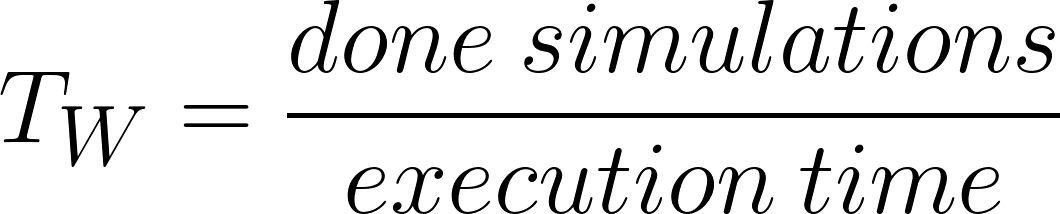 done simulations
T_W =
execution time